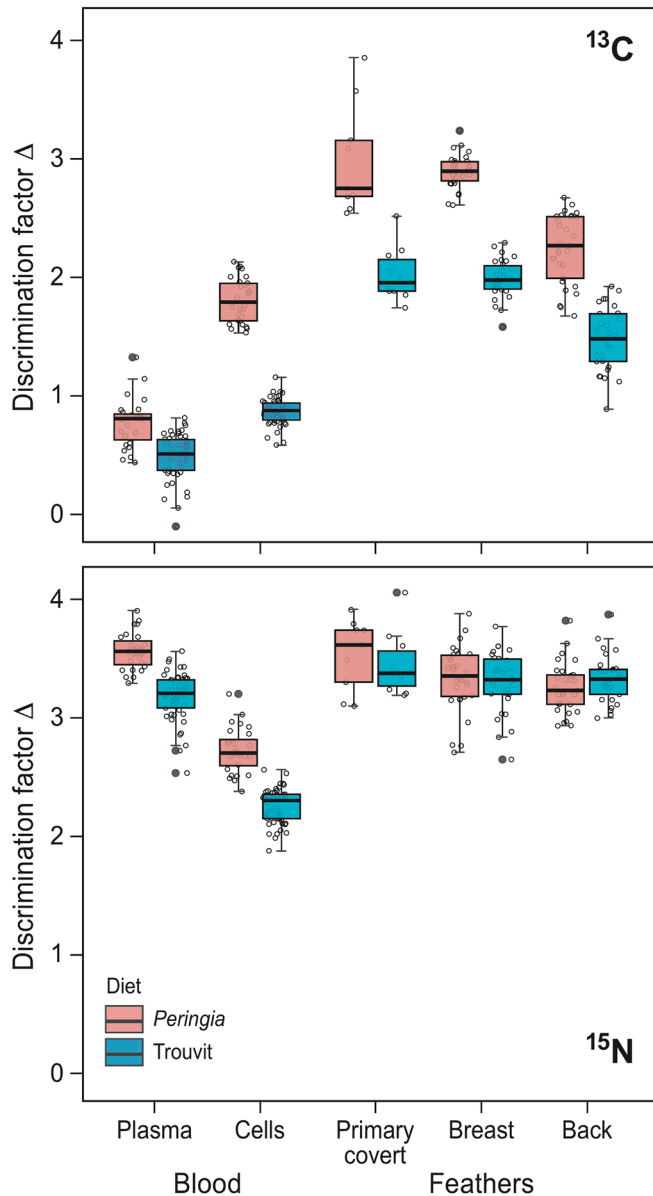 ¹³C
Discrimination factor Δ
4
3
2
1
0
¹⁵N
Discrimination factor Δ
4
3
2
1
0
Diet
Peringia
Trouvit
Plasma Cells Primary covert Breast Back
Blood Feathers